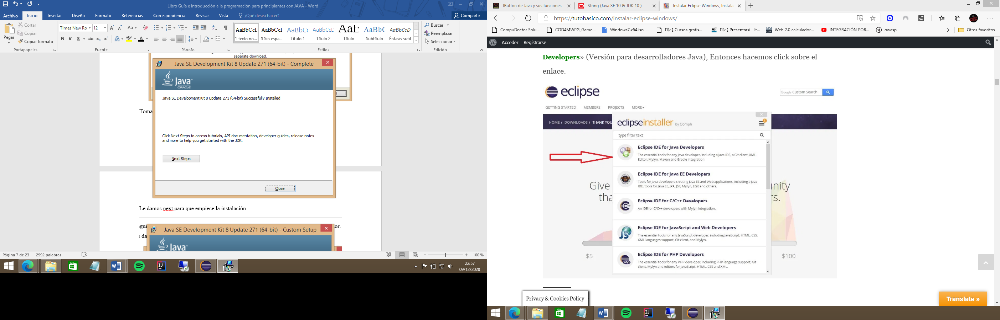 Libro Guía e introducción a la programación para principiantes con JAVA - Word
Archivo Inicio Insertar Diseño Formato Referencias Correspondencia Revisar Vista ¿Qué desea hacer? Compartir
Pegar
Cortar
Copiar
Copiar formato
Portapapeles
Times New Ro 12
N K S abc x₂ x² A A
Fuente
Párrafo
AaBbCcI AaBbCcI AaBbCc AaBbCcE AaB AaBbC AaBbCcD
¶ texto no... ¶ Sin espa... Título 1 Título 2 Título Subtítulo Énfasis sutil
Estilos
Buscar
Reemplazar
Seleccionar
Edición
separate download.
Java SE Development Kit 8 Update 271 (64-bit) - Complete
Java
ORACLE
Java SE Development Kit 8 Update 271 (64-bit) Successfully Installed
Toma
Click Next Steps to access tutorials, API documentation, developer guides, release notes
and more to help you get started with the JDK.
Next Steps
Close
Le damos next para que empiece la instalación.
Java SE Development Kit 8 Update 271 (64-bit) - Custom Setup
Java
Página 7 de 23 2992 palabras 100 %
22:57
09/12/2020
JButton de Java y sus funciones
String (Java SE 10 & JDK 10 )
Instalar Eclipse Windows, Instala
https://tutobasico.com/instalar-eclipse-windows/
CompuDoctor Solu... COD4MWPG_Game... Windows7.x64.iso -... Cursos gratis... AF Presentarsi - It... Web 2.0 calculador... INTEGRACIÓN POR... owasp Otros favoritos
Acceder Registrarse
Developers» (Versión para desarrolladores Java), Entonces hacemos click sobre el
enlace.
eclipse
Google Custom Search
GETTING STARTED MEMBERS PROJECTS MORE
HOME / DOWNLOADS / THANK YOU
eclipseinstaller by Oomph
type filter text
Eclipse IDE for Java Developers
The essential tools for any Java developer, including a Java IDE, a Git client, XML
Editor, Mylyn, Maven and Gradle integration
Eclipse IDE for Java EE Developers
Tools for Java developers creating Java EE and Web applications, including a Java
IDE, tools for Java EE, JPA, JSF, Mylyn, EGit and others.
Give
tha
nity
rs.
Eclipse IDE for C/C++ Developers
An IDE for C/C++ developers with Mylyn integration.
Eclipse IDE for JavaScript and Web Developers
The essential tools for any JavaScript developer, including JavaScript, HTML, CSS,
XML languages support, Git client, and Mylyn.
Eclipse IDE for PHP Developers
The essential tools for any PHP developer, including PHP language support, Git
client, Mylyn and editors for JavaScript, HTML, CSS and XML.
$5
$100
Privacy & Cookies Policy
Translate »